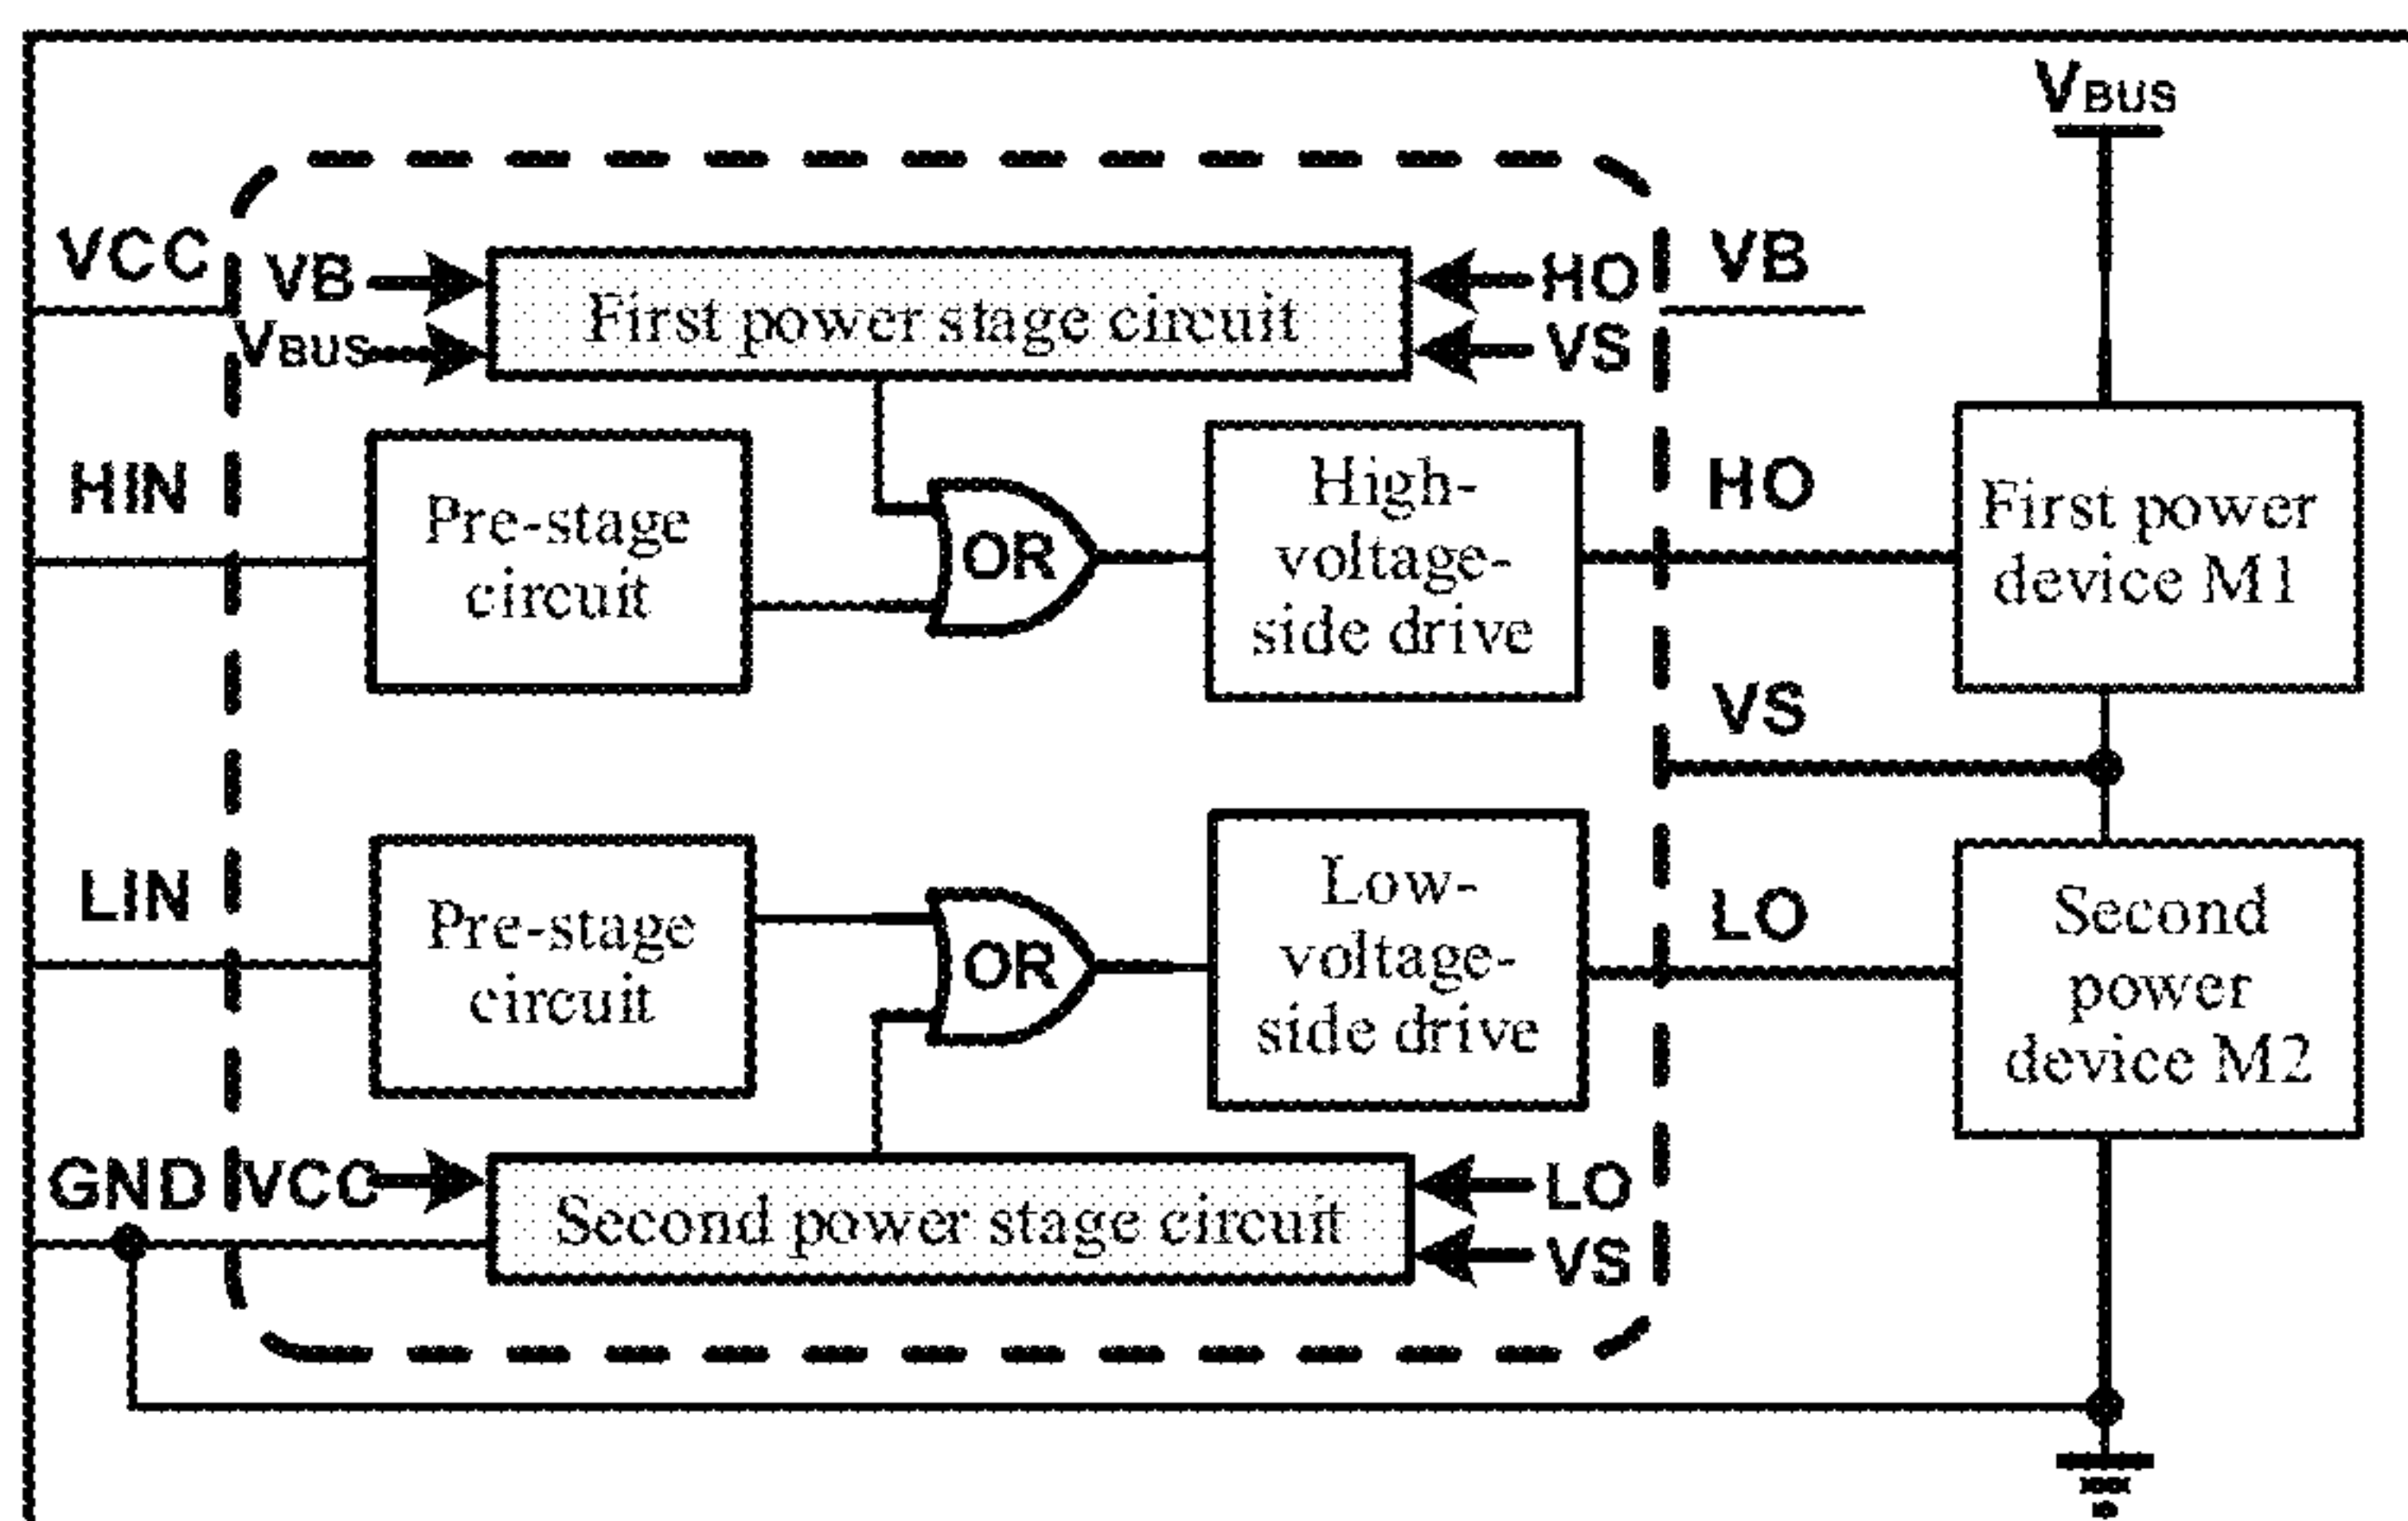 VBUS
VCC
VB
VBUS
First power stage circuit
HO
VS
VB
HIN
Pre-stage
circuit
OR
High-
voltage-
side drive
HO
First power
device M1
VS
LIN
Pre-stage
circuit
OR
Low-
voltage-
side drive
LO
Second
power
device M2
GND
VCC
Second power stage circuit
LO
VS